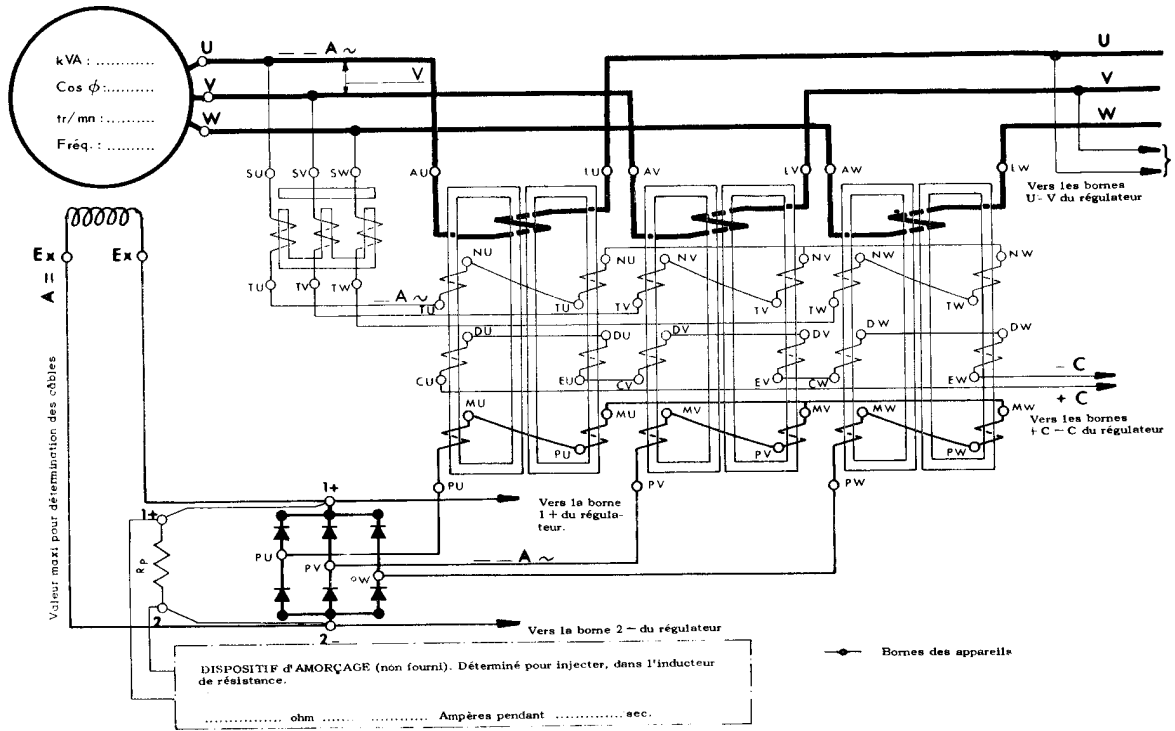 kVA : ............
Cos ϕ :..........
tr/ mn : .........
Fréq. : ..........
U
V
W
_ _ A ~
V
U
V
W
SU
SV
SW
AU
LU
AV
LV
AW
LW
Vers les bornes
U- V du régulateur
Ex
Ex
A =
Valeur maxi pour détermination des câbles
TU
TV
TW
_ A ~
NU
NU
NV
NV
NW
NW
TU
TU
TV
TV
TW
TW
DU
DU
DV
DV
DW
DW
CU
EU
CV
EV
CW
EW
- C
+ C
Vers les bornes
+ C - C du régulateur
MU
MU
MV
MV
MW
MW
PU
PV
PW
PU
PV
PW
1+
1+
Vers la borne
1 + du régula-
teur.
Rp
PU
PV
W
_ _ A ~
2
2 -
Vers la borne 2 - du régulateur
DISPOSITIF d'AMORÇAGE (non fourni). Déterminé pour injecter, dans l'inducteur
de résistance.
............... ohm ...... ........... Ampères pendant ............. sec.
Bornes des appareils